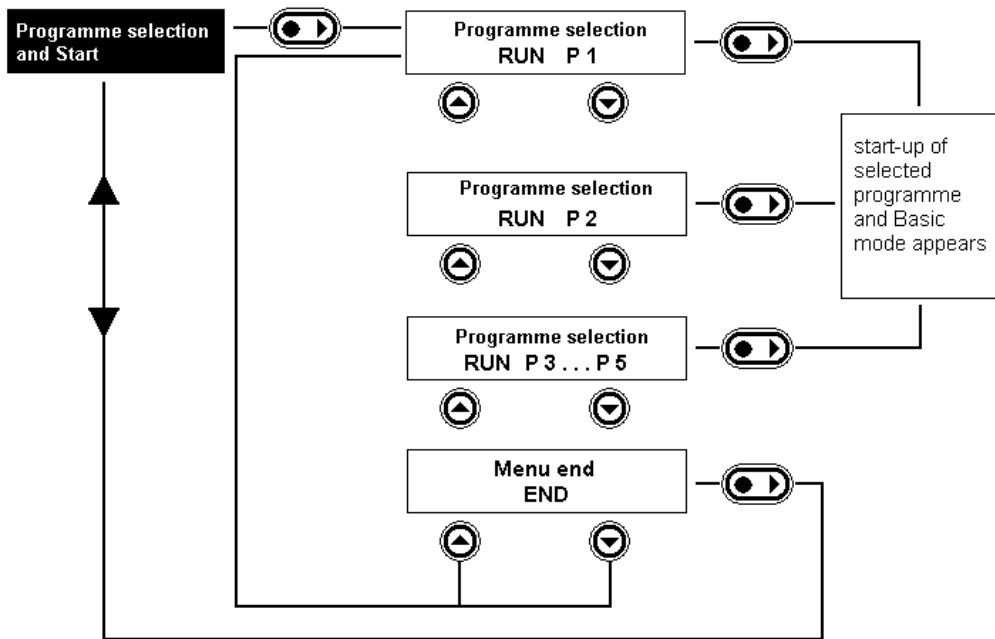 Programme selection
and Start
Programme selection
RUN P 1
start-up of
selected
programme
and Basic
mode appears
Programme selection
RUN P 2
Programme selection
RUN P 3 . . . P 5
Menu end
END